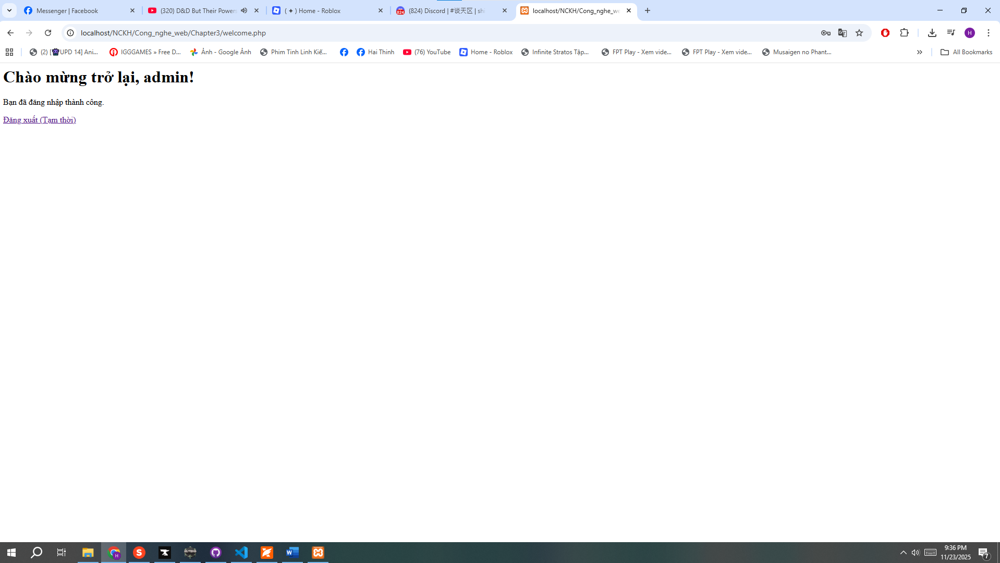 Messenger | Facebook
(320) D&D But Their Powers
( ✦ ) Home - Roblox
(824) Discord | #谈天区 | shi
localhost/NCKH/Cong_nghe_we
localhost/NCKH/Cong_nghe_web/Chapter3/welcome.php
H
(2) [👾UPD 14] Ani...
IGGGAMES » Free D...
Ảnh - Google Ảnh
Phim Tinh Linh Kiế...
Hai Thinh
(76) YouTube
Home - Roblox
Infinite Stratos Tập...
FPT Play - Xem vide...
FPT Play - Xem vide...
Musaigen no Phant...
All Bookmarks
Chào mừng trở lại, admin!
Bạn đã đăng nhập thành công.
Đăng xuất (Tạm thời)
9:36 PM
11/23/2025
7